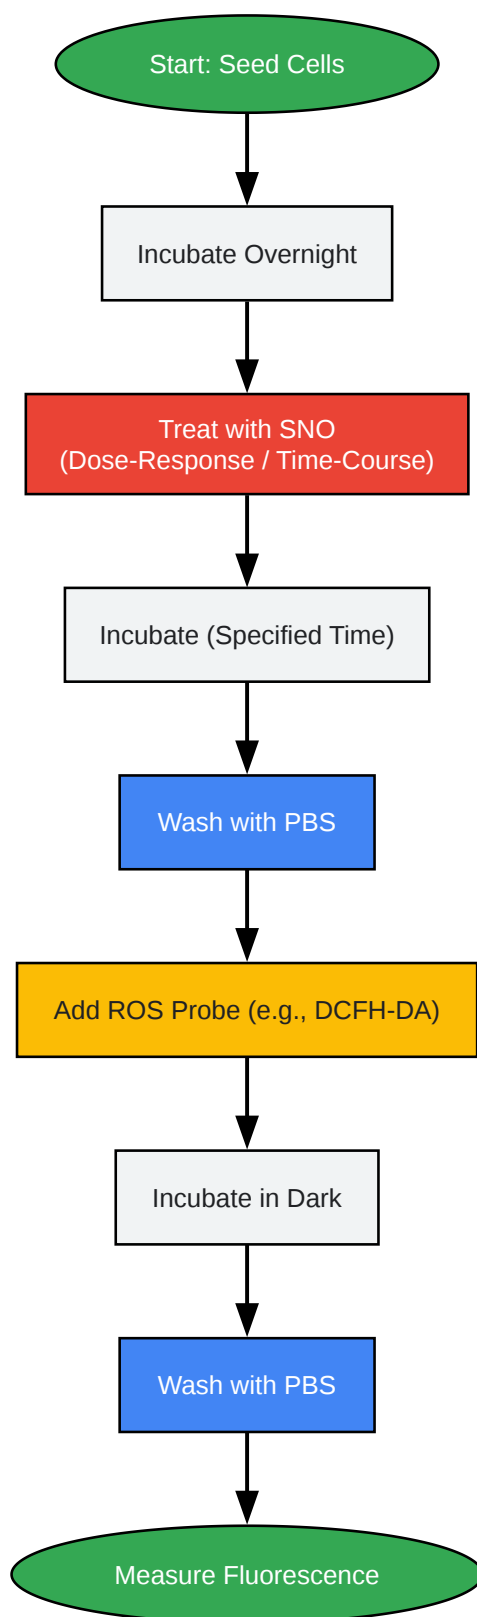 Start: Seed Cells
Incubate Overnight
Treat with SNO
(Dose-Response / Time-Course)
Incubate (Specified Time)
Wash with PBS
Add ROS Probe (e.g., DCFH-DA)
Incubate in Dark
Wash with PBS
Measure Fluorescence